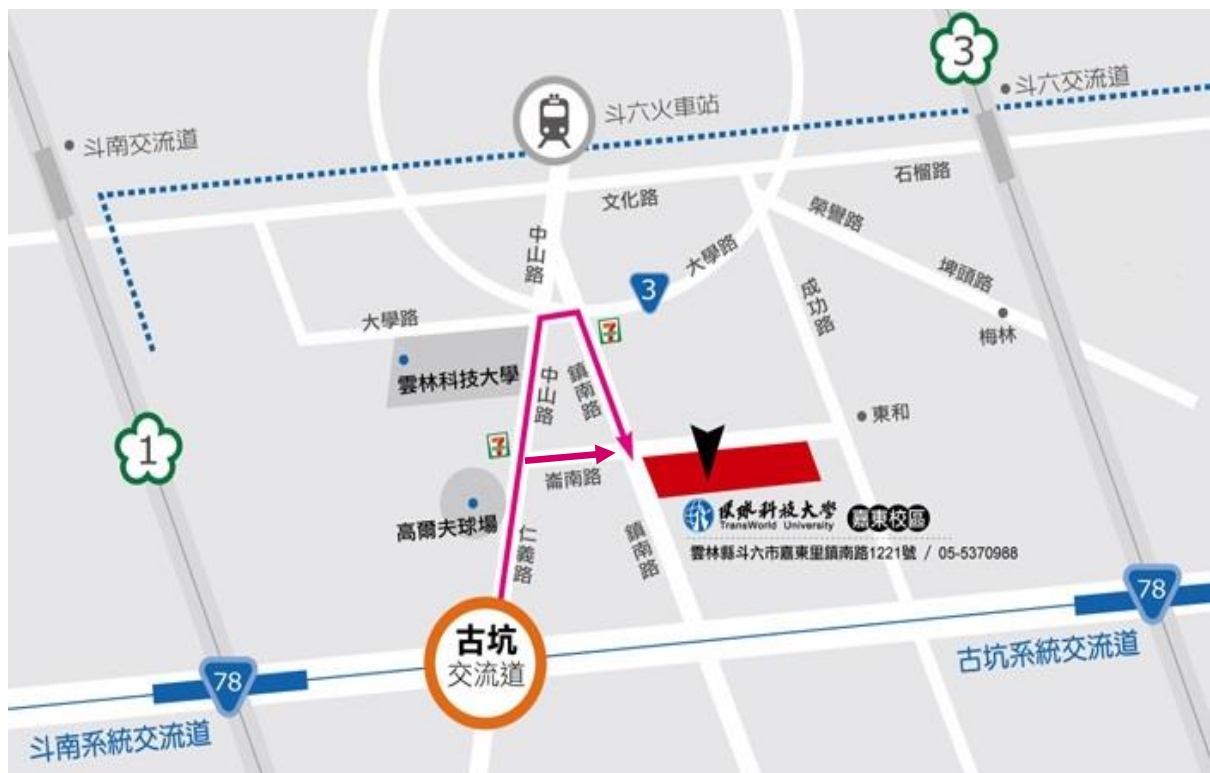 3
斗六交流道
斗六火車站
斗南交流道
石榴路
文化路
榮譽路
中山路
大學路
埤頭路
3
成功路
大學路
梅林
7
雲林科技大學
中山路
鎮南路
東和
1
7
崙南路
高爾夫球場
仁義路
鎮南路
環球科技大學 嘉東校區
TransWorld University
雲林縣斗六市嘉東里鎮南路1221號 / 05-5370988
78
古坑
交流道
古坑系統交流道
78
斗南系統交流道